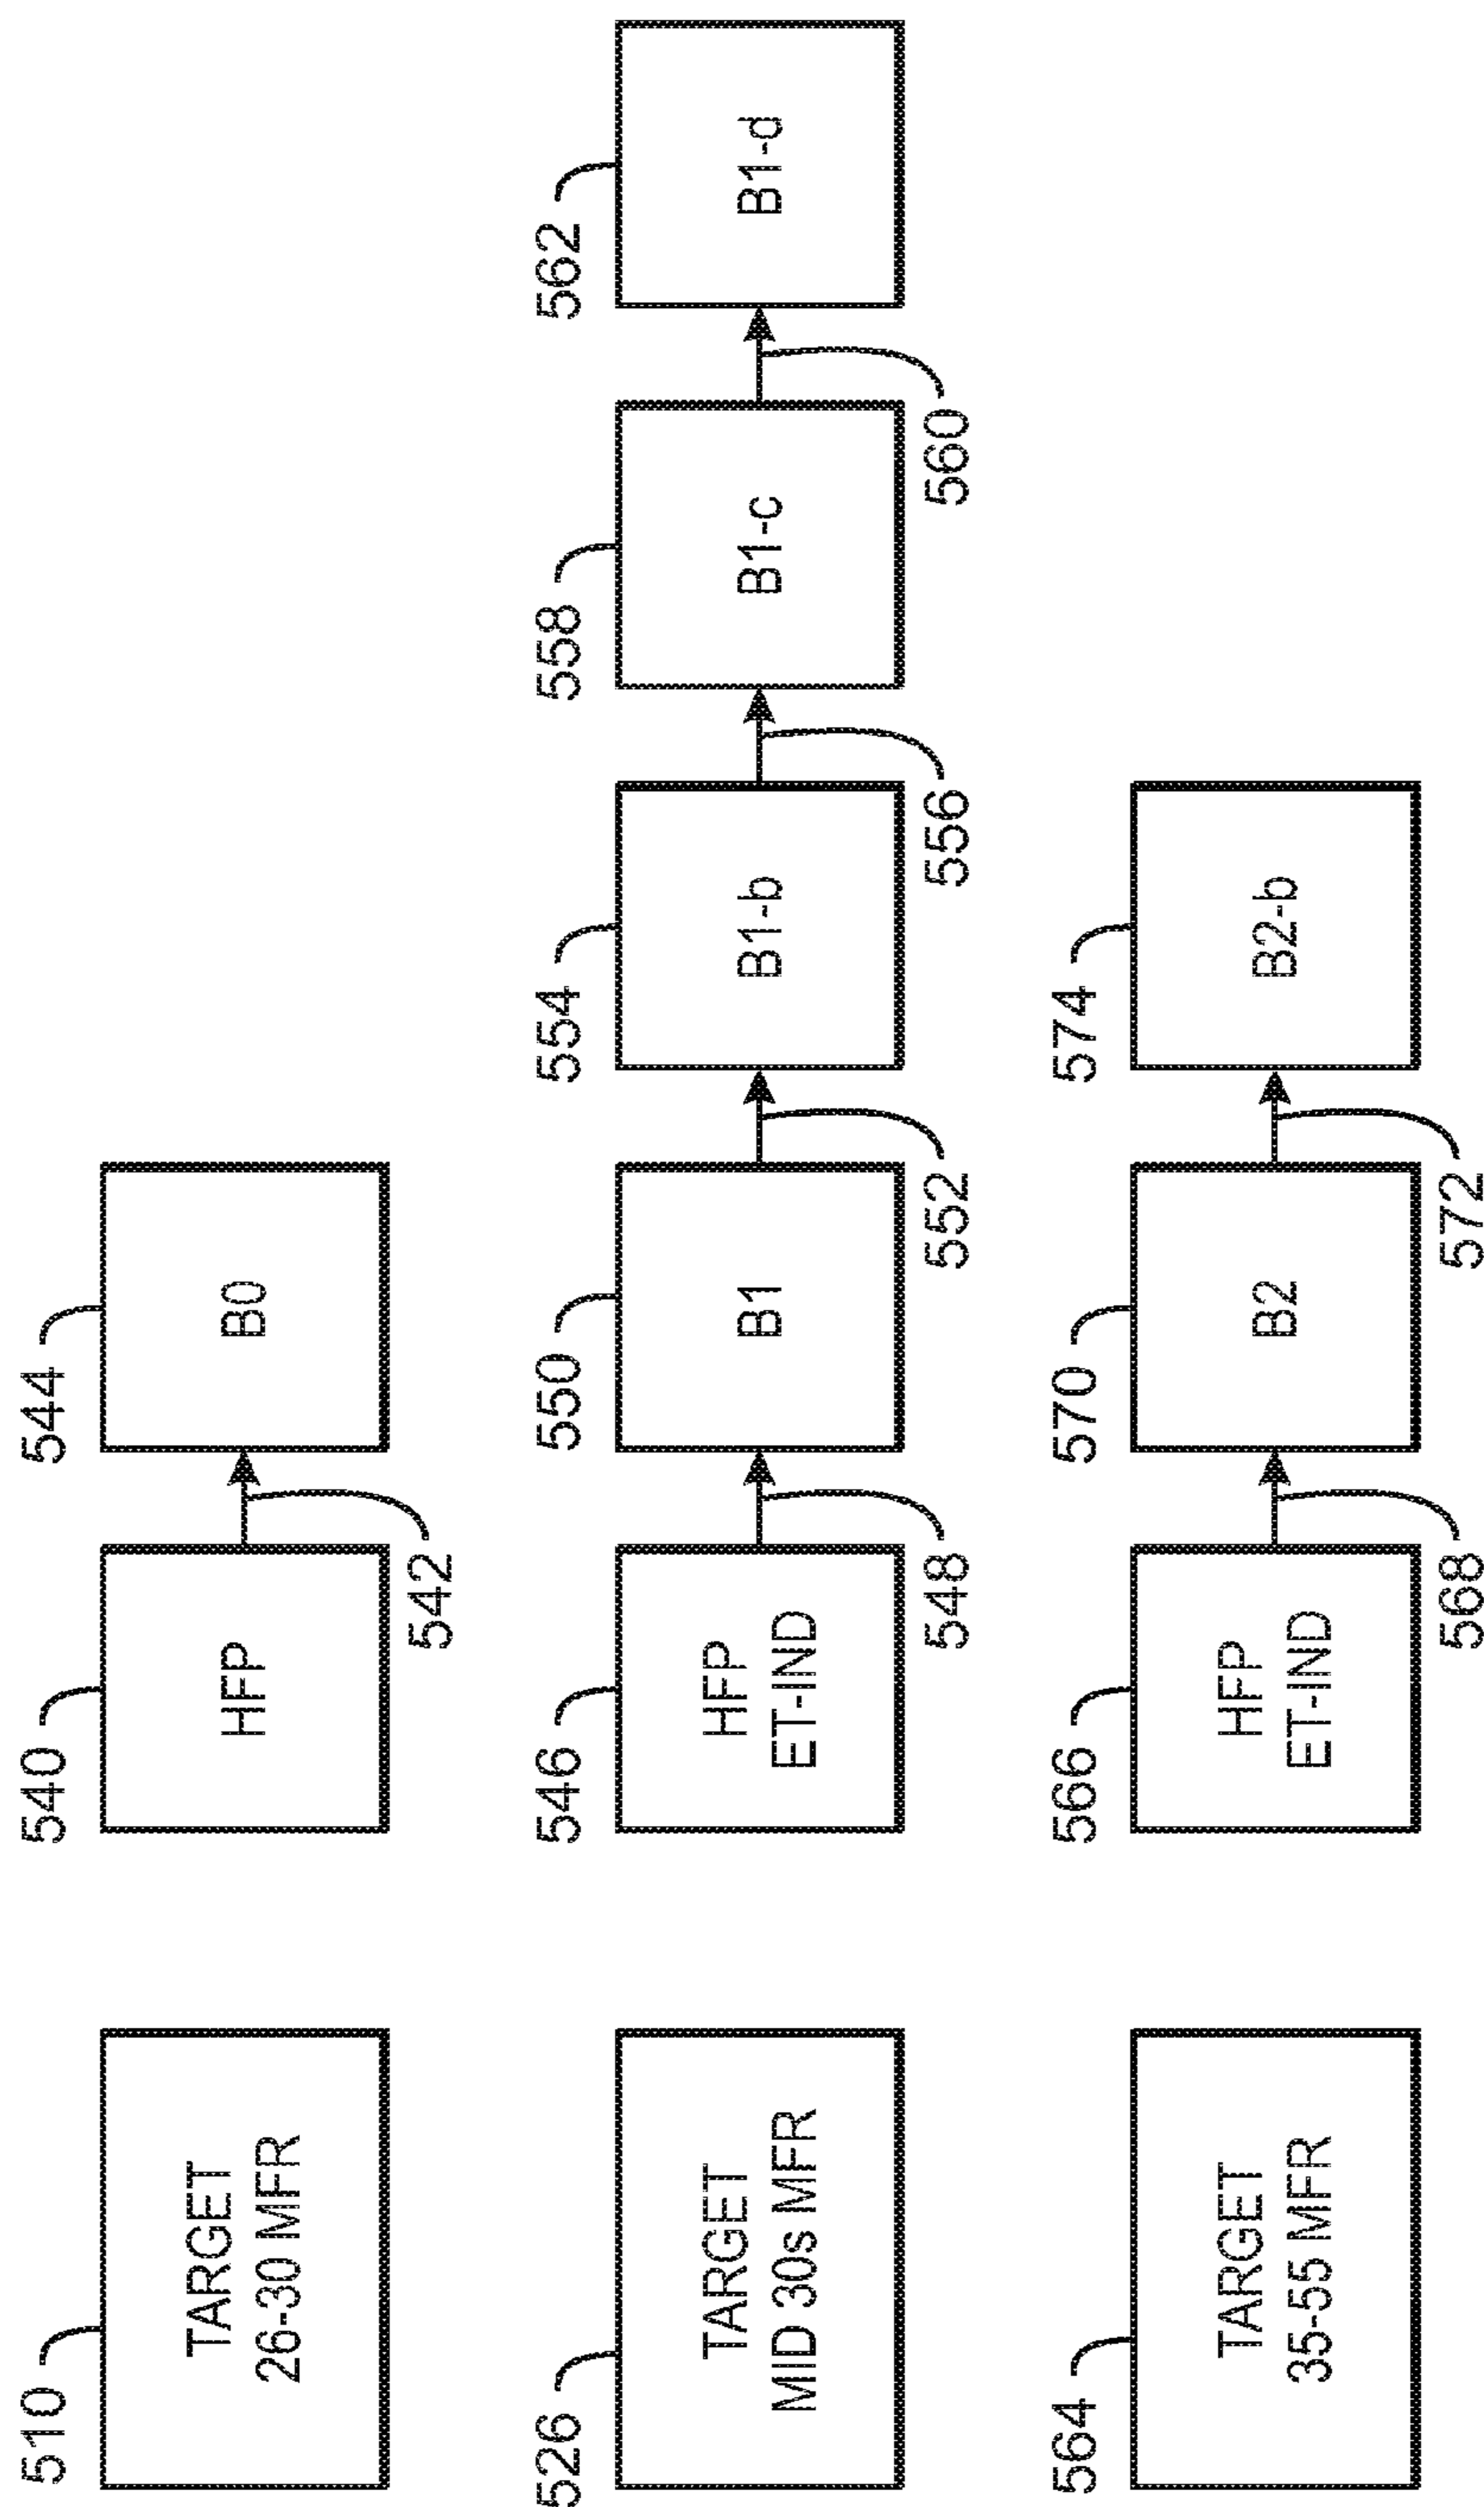 510
TARGET
26-30 MFR
540
HFP
542
544
B0
526
TARGET
MID 30s MFR
546
HFP
ET-IND
548
550
B1
552
554
B1-b
556
558
B1-c
560
562
B1-d
564
TARGET
35-55 MFR
566
HFP
ET-IND
568
570
B2
572
574
B2-b